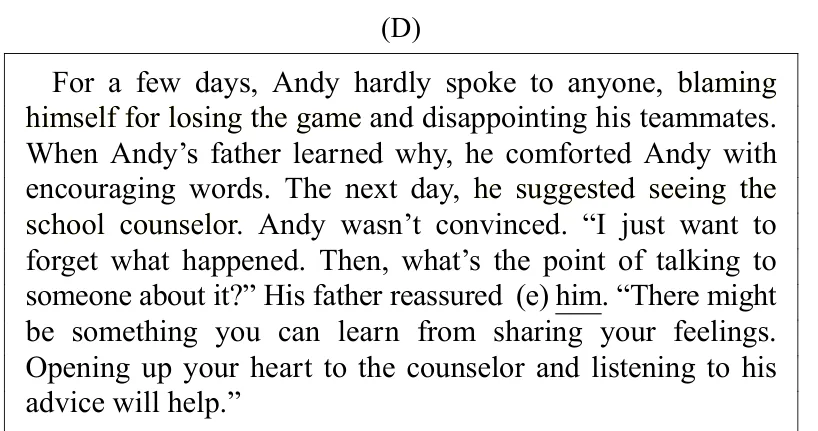 (D)
For a few days, Andy hardly spoke to anyone, blaming
himself for losing the game and disappointing his teammates.
When Andy’s father learned why, he comforted Andy with
encouraging words. The next day, he suggested seeing the
school counselor. Andy wasn’t convinced. “I just want to
forget what happened. Then, what’s the point of talking to
someone about it?” His father reassured (e) him. “There might
be something you can learn from sharing your feelings.
Opening up your heart to the counselor and listening to his
advice will help.”